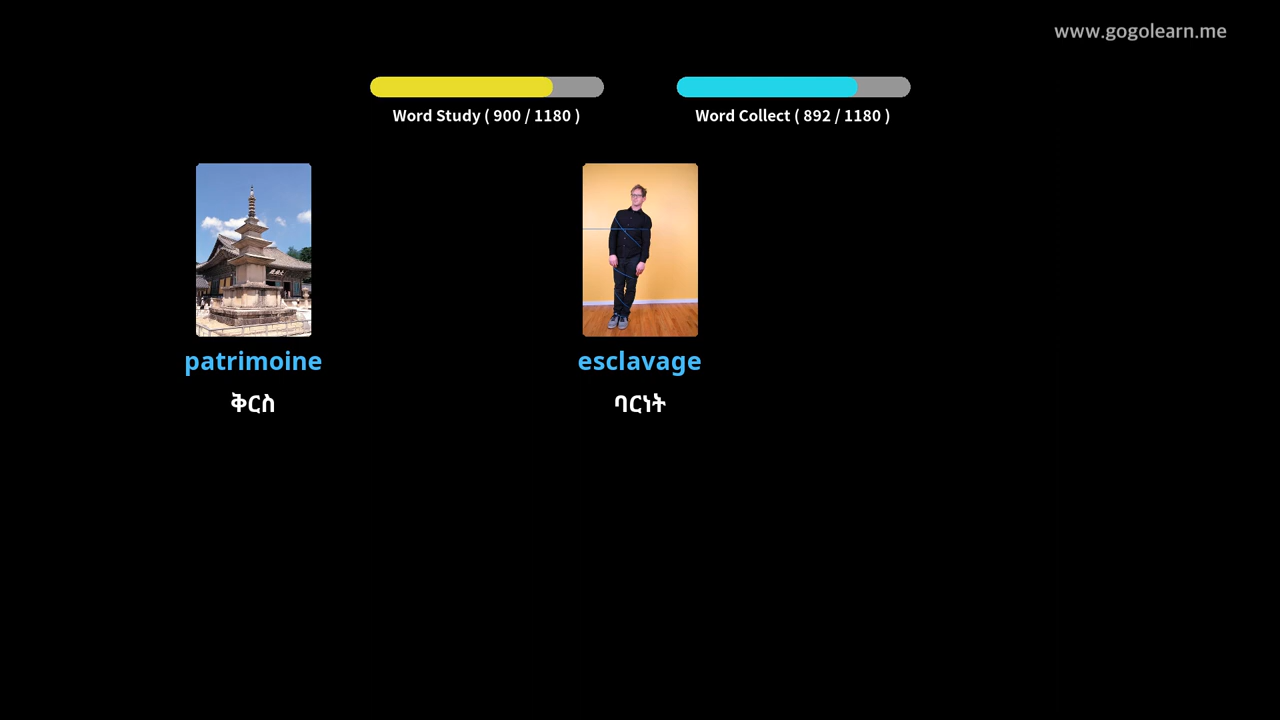 www.gogolearn.me
Word Study ( 900 / 1180 )
Word Collect ( 892 / 1180 )
patrimoine
ቅርስ
esclavage
ባርነት